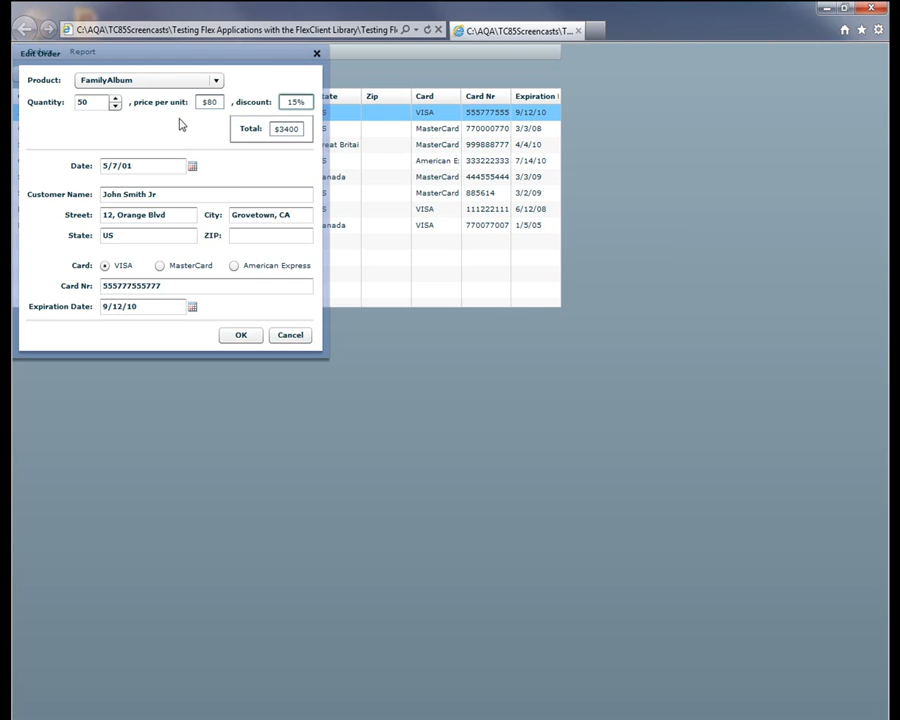 C:\AQA\TC85Screencasts\Testing Flex Applications with the FlexClient Library\Testing Fl
C:\AQA\TC85Screencasts\T...
Edit Order
Report
Product: FamilyAlbum
Quantity: 50 , price per unit: $80 , discount: 15%
Total: $3400
Date: 5/7/01
Customer Name: John Smith Jr
Street: 12, Orange Blvd City: Grovetown, CA
State: US ZIP:
Card: VISA MasterCard American Express
Card Nr: 555777555777
Expiration Date: 9/12/10
OK Cancel
tate Zip Card Card Nr Expiration
S VISA 555777555 9/12/10
S MasterCard 770000770 3/3/08
reat Britai MasterCard 999888777 4/4/10
S American E: 333222333 7/14/10
anada MasterCard 444555444 3/3/09
S MasterCard 885614 3/2/09
S VISA 111222111 6/12/08
anada VISA 770077007 1/5/05